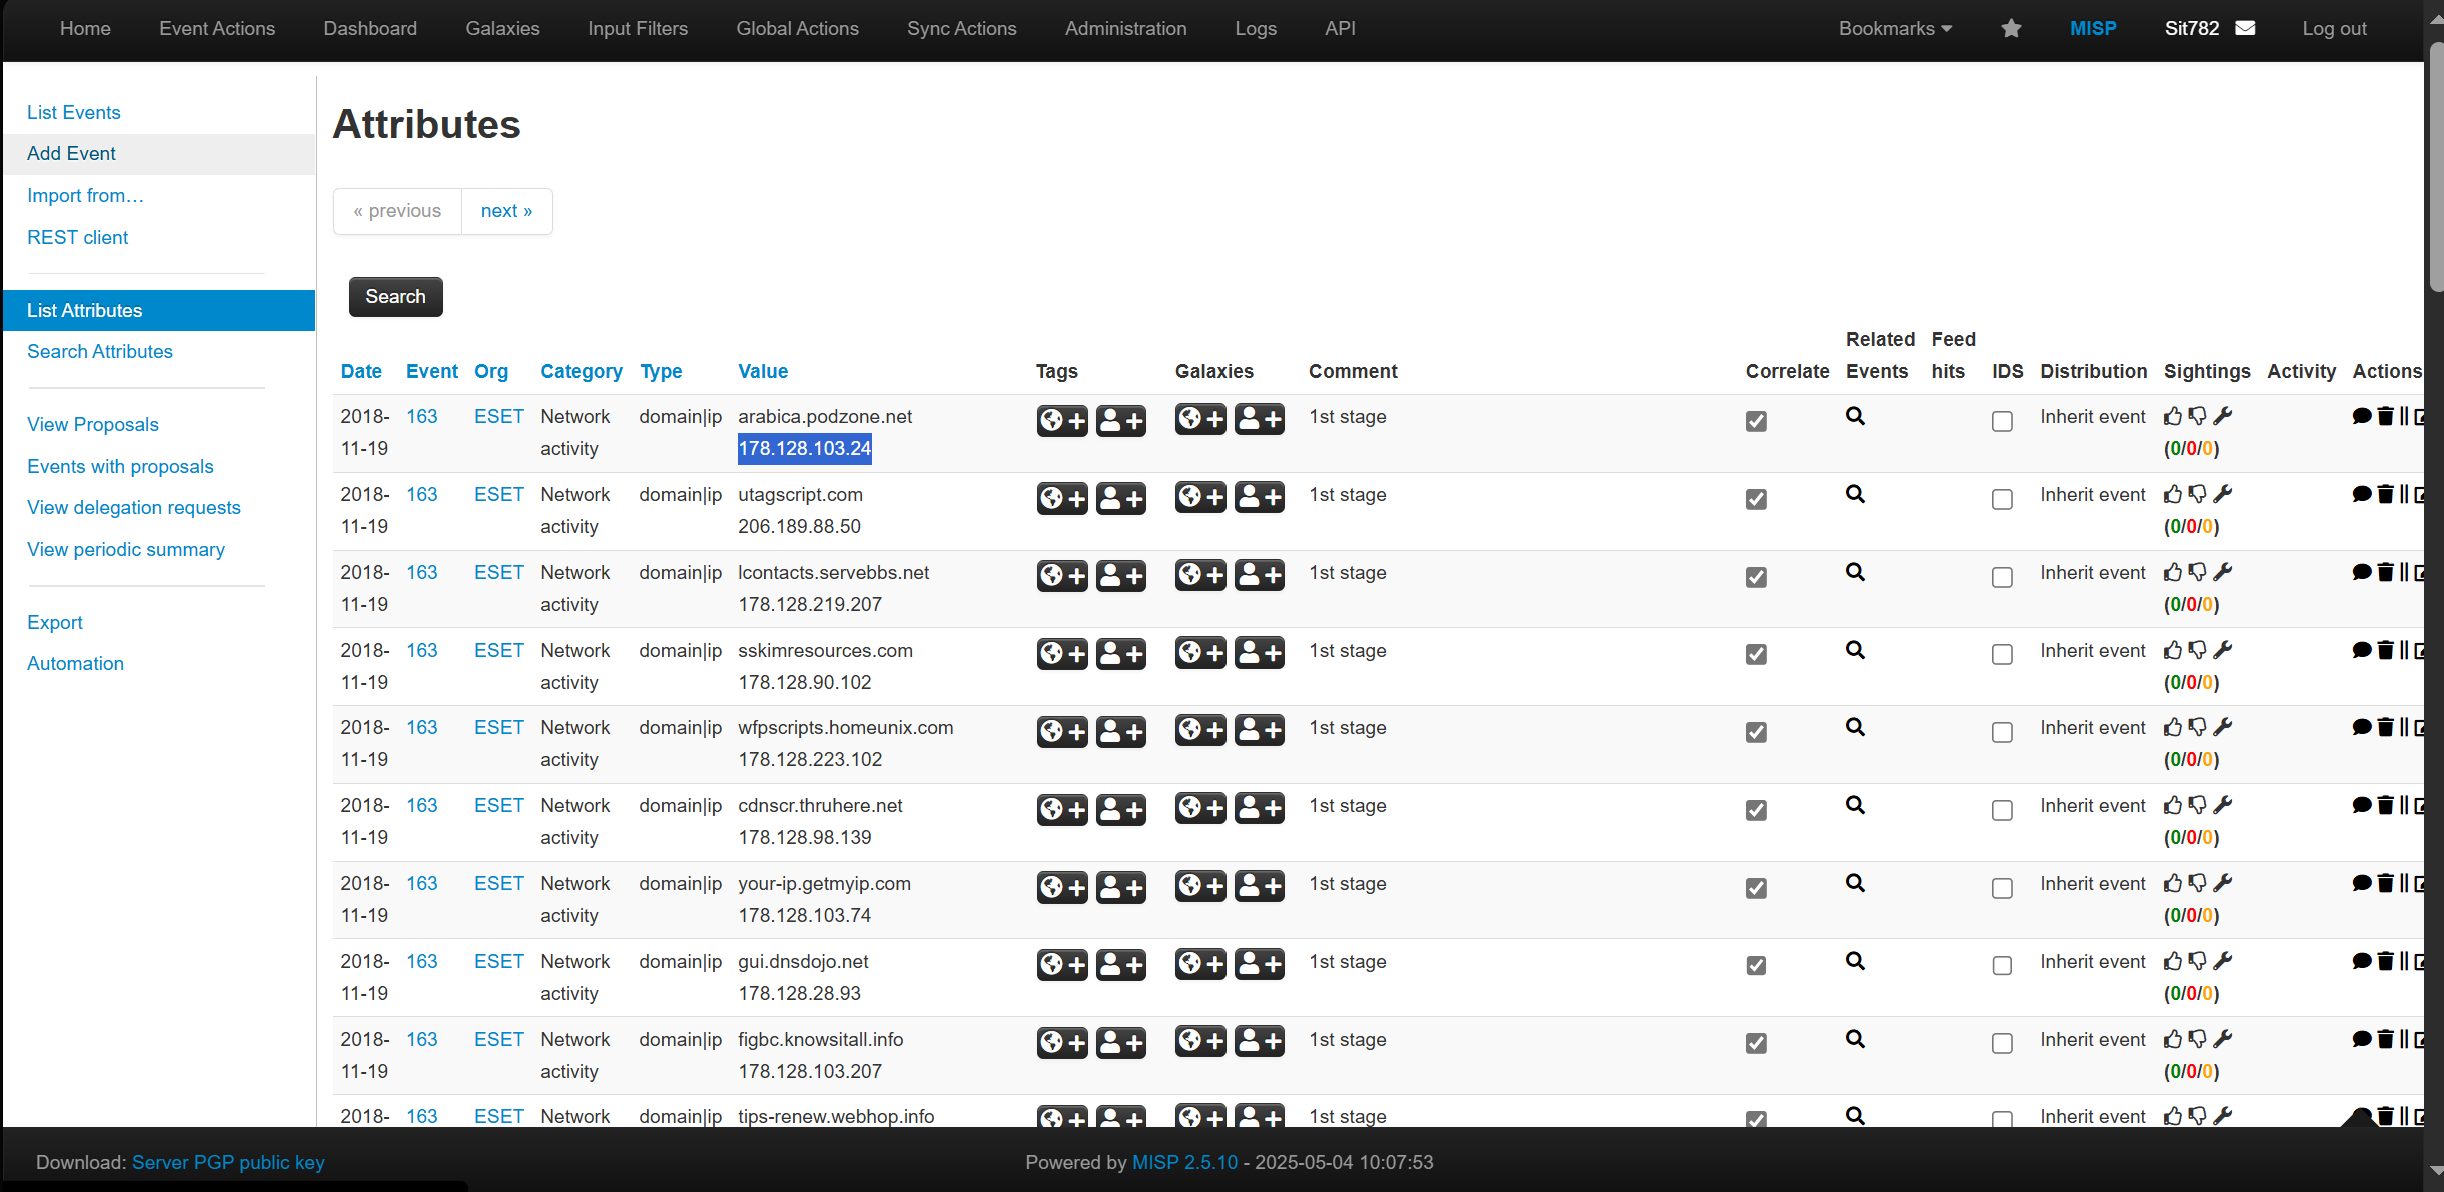 Home Event Actions Dashboard Galaxies Input Filters Global Actions Sync Actions Administration Logs API Bookmarks MISP Sit782 Log out
List Events
Add Event
Import from…
REST client
List Attributes
Search Attributes
View Proposals
Events with proposals
View delegation requests
View periodic summary
Export
Automation
Attributes
« previous next »
Search
Related Feed
Date Event Org Category Type Value Tags Galaxies Comment Correlate Events hits IDS Distribution Sightings Activity Actions
2018- 163 ESET Network domain|ip arabica.podzone.net 1st stage Inherit event
11-19 activity 178.128.103.24 (0/0/0)
2018- 163 ESET Network domain|ip utagscript.com 1st stage Inherit event
11-19 activity 206.189.88.50 (0/0/0)
2018- 163 ESET Network domain|ip lcontacts.servebbs.net 1st stage Inherit event
11-19 activity 178.128.219.207 (0/0/0)
2018- 163 ESET Network domain|ip sskimresources.com 1st stage Inherit event
11-19 activity 178.128.90.102 (0/0/0)
2018- 163 ESET Network domain|ip wfpscripts.homeunix.com 1st stage Inherit event
11-19 activity 178.128.223.102 (0/0/0)
2018- 163 ESET Network domain|ip cdnscr.thruhere.net 1st stage Inherit event
11-19 activity 178.128.98.139 (0/0/0)
2018- 163 ESET Network domain|ip your-ip.getmyip.com 1st stage Inherit event
11-19 activity 178.128.103.74 (0/0/0)
2018- 163 ESET Network domain|ip gui.dnsdojo.net 1st stage Inherit event
11-19 activity 178.128.28.93 (0/0/0)
2018- 163 ESET Network domain|ip figbc.knowsitall.info 1st stage Inherit event
11-19 activity 178.128.103.207 (0/0/0)
2018- 163 ESET Network domain|ip tips-renew.webhop.info 1st stage Inherit event
Download: Server PGP public key Powered by MISP 2.5.10 - 2025-05-04 10:07:53